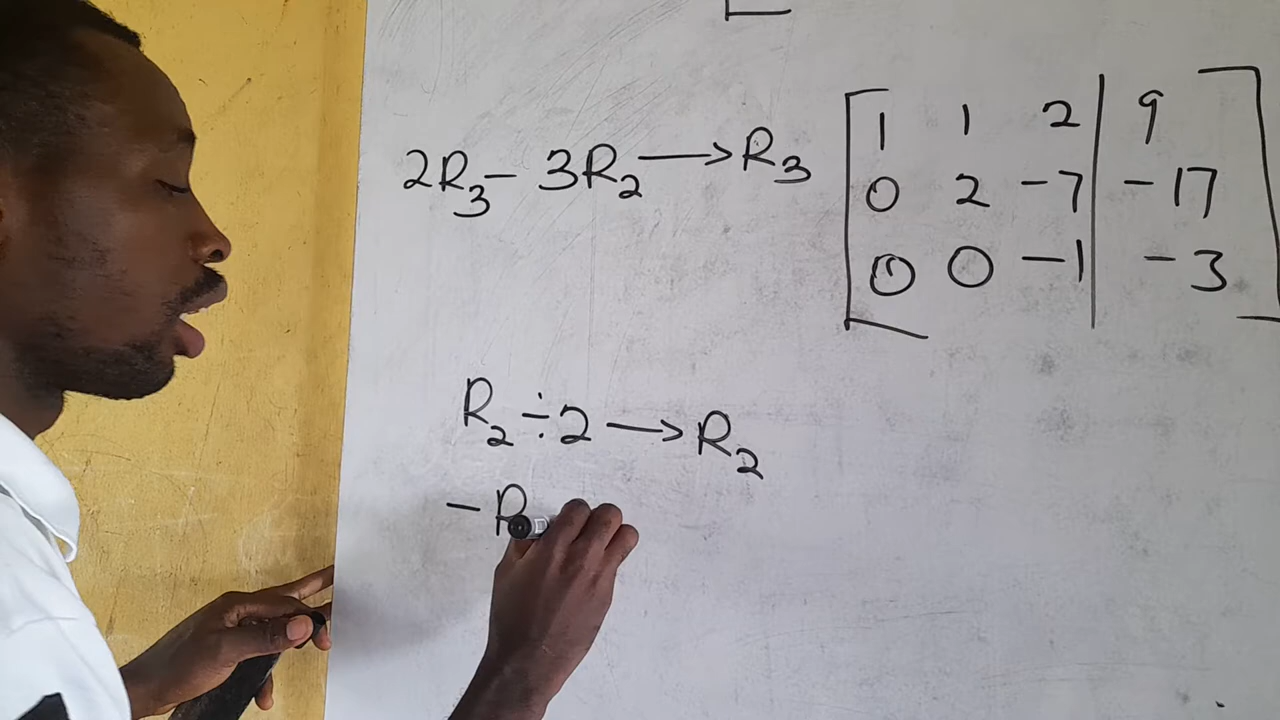 2R₃ - 3R₂ → R₃
1 1 2 | 9
0 2 -7 | -17
0 0 -1 | -3
R₂ ÷ 2 → R₂
- R